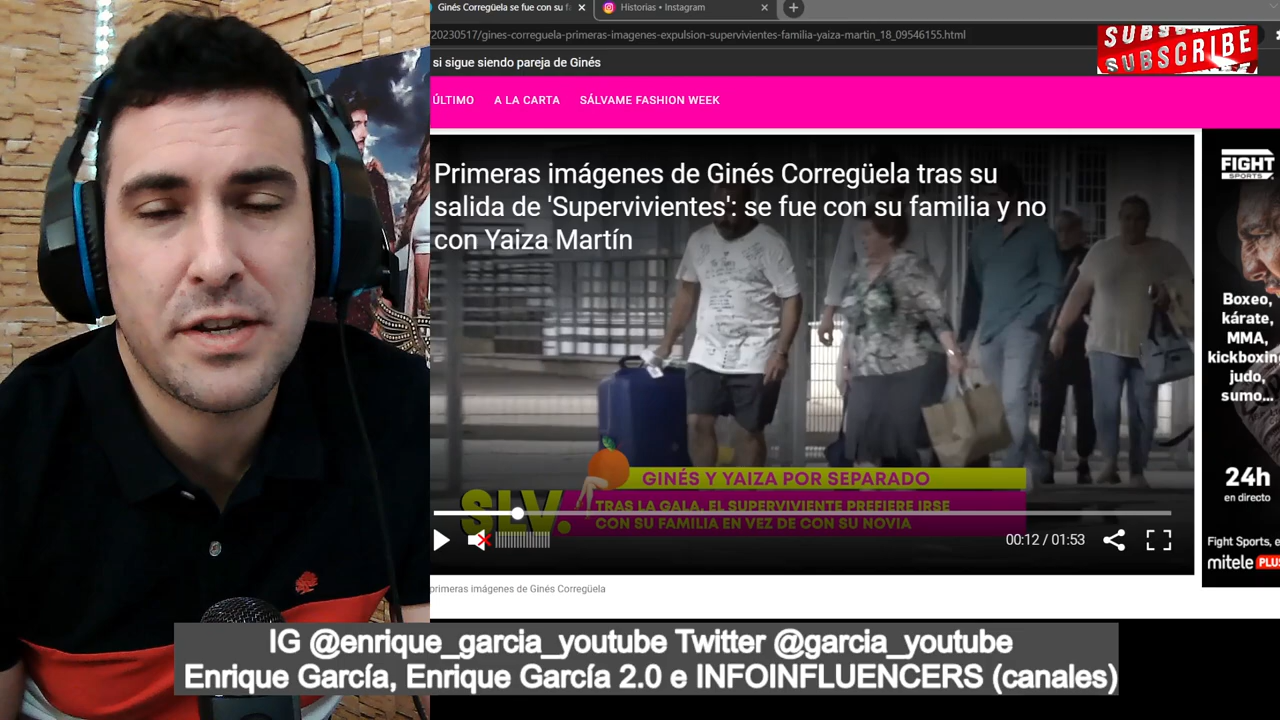 Ginés Corregüela se fue con su f
Historias • Instagram
20230517/gines-correguela-primeras-imagenes-expulsion-supervivientes-familia-yaiza-martin_18_09546155.html
SUBSCRIBE
SUBSCRIBE
si sigue siendo pareja de Ginés
ÚLTIMO A LA CARTA SÁLVAME FASHION WEEK
Primeras imágenes de Ginés Corregüela tras su
salida de 'Supervivientes': se fue con su familia y no
con Yaiza Martín
FIGHT
SPORTS
Boxeo,
kárate,
MMA,
kickboxin
judo,
sumo...
24h
en directo
Fight Sports, e
mitele PLUS
GINÉS Y YAIZA POR SEPARADO
SLV.
TRAS LA GALA, EL SUPERVIVIENTE PREFIERE IRSE
CON SU FAMILIA EN VEZ DE CON SU NOVIA
00:12 / 01:53
primeras imágenes de Ginés Corregüela
IG @enrique_garcia_youtube Twitter @garcia_youtube
Enrique García, Enrique García 2.0 e INFOINFLUENCERS (canales)